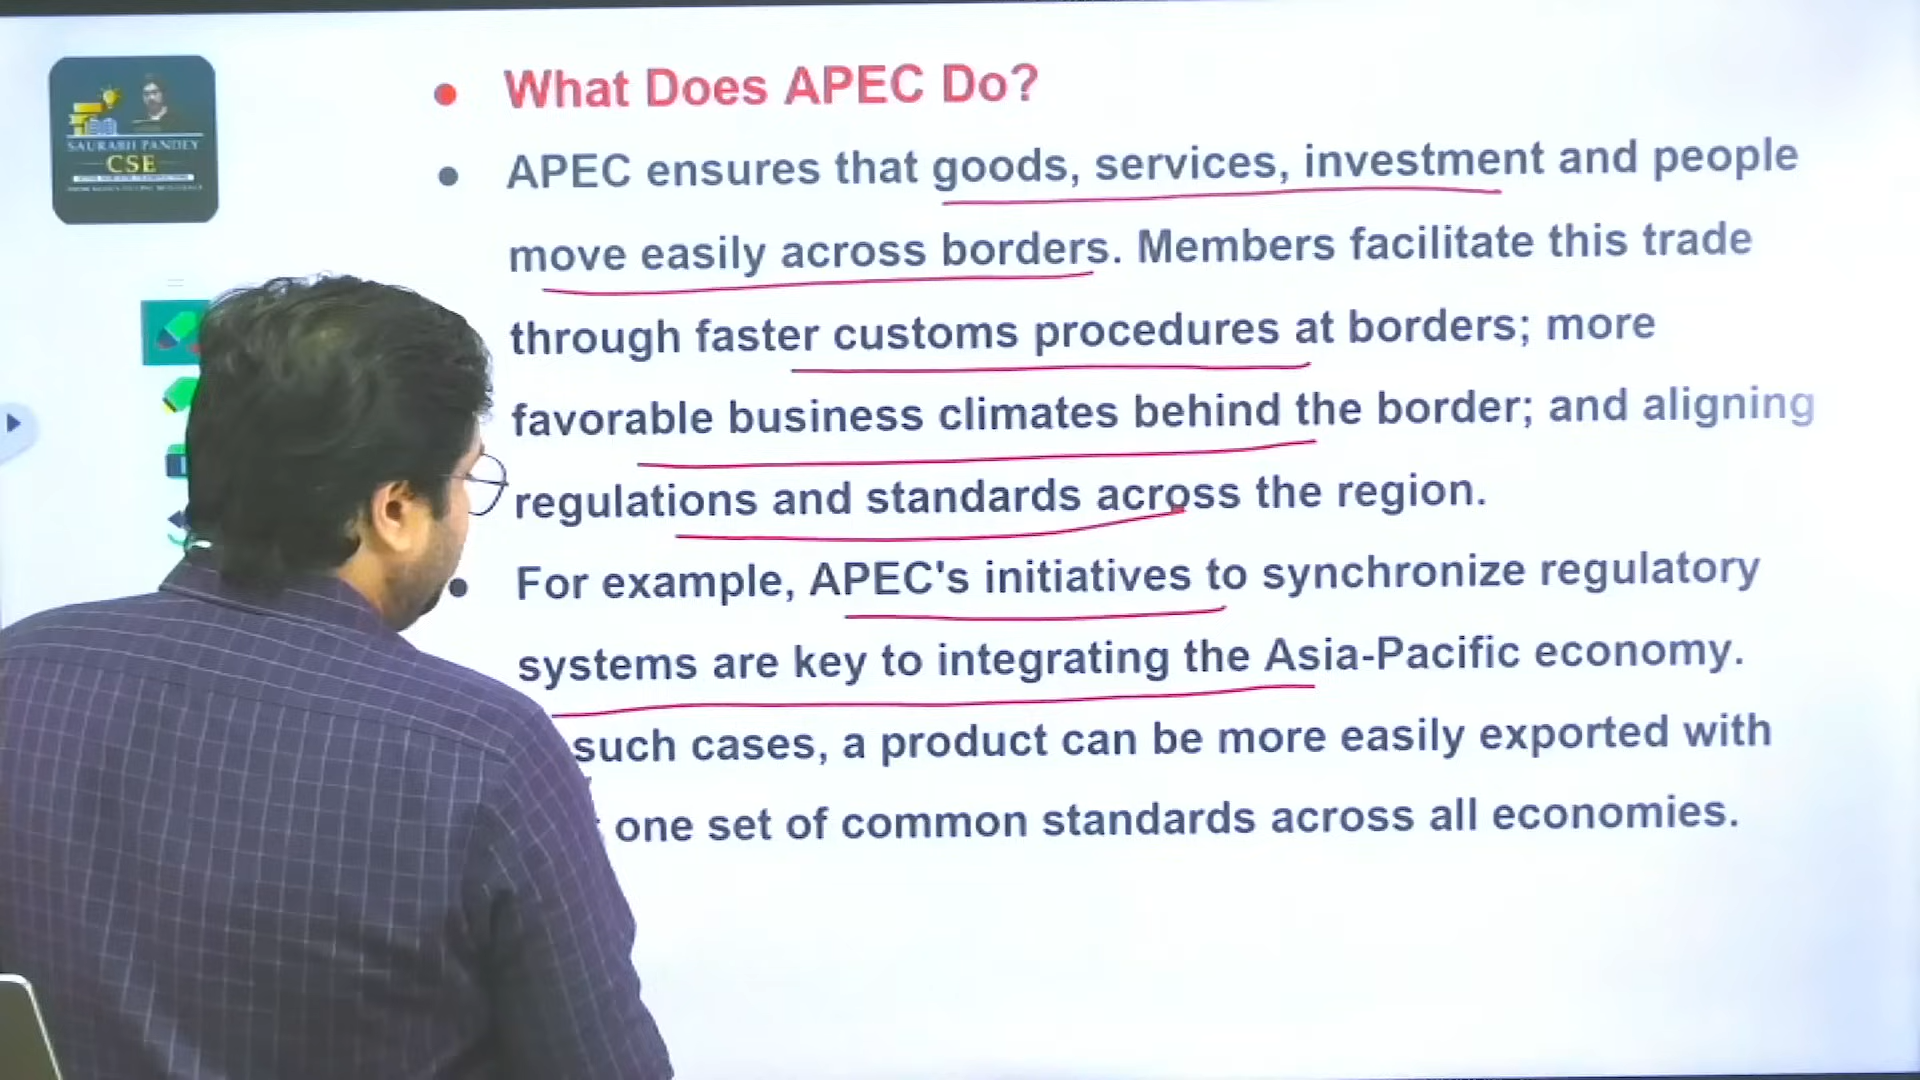 SAURABH PANDEY
CSE
What Does APEC Do?
APEC ensures that goods, services, investment and people
move easily across borders. Members facilitate this trade
through faster customs procedures at borders; more
favorable business climates behind the border; and aligning
regulations and standards across the region.
For example, APEC's initiatives to synchronize regulatory
systems are key to integrating the Asia-Pacific economy.
such cases, a product can be more easily exported with
one set of common standards across all economies.